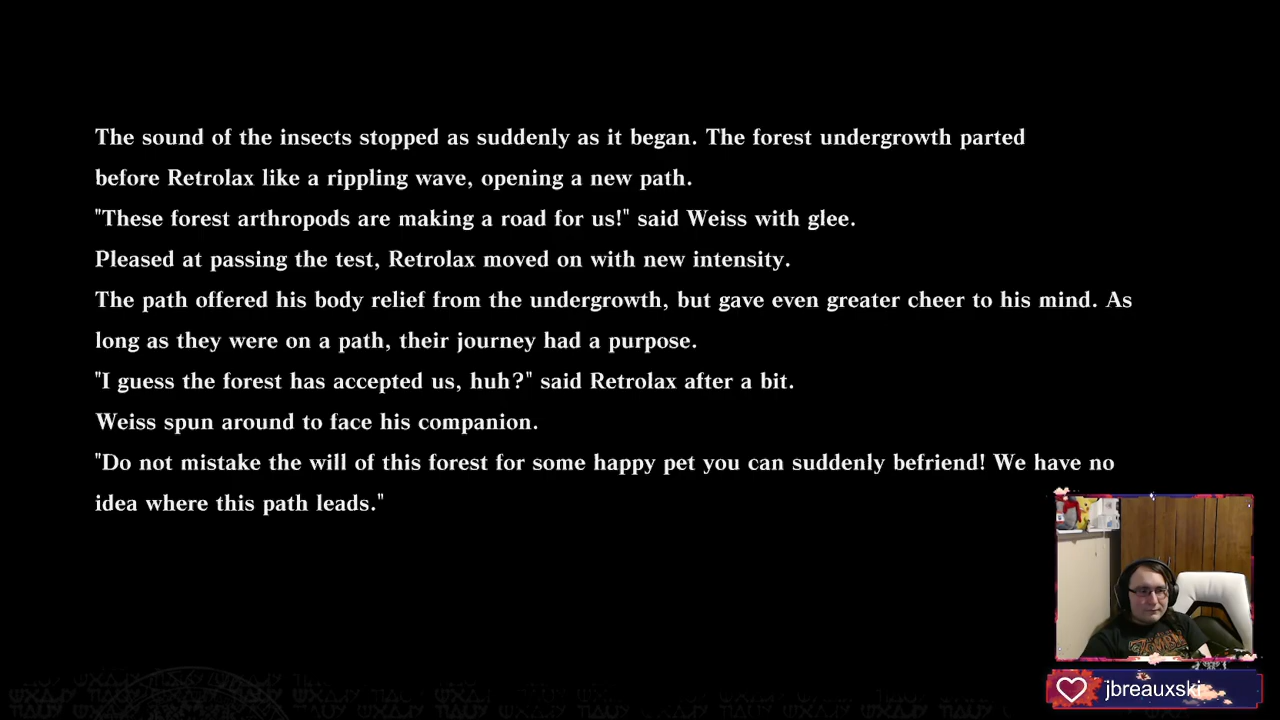 The sound of the insects stopped as suddenly as it began. The forest undergrowth parted
before Retrolax like a rippling wave, opening a new path.
"These forest arthropods are making a road for us!" said Weiss with glee.
Pleased at passing the test, Retrolax moved on with new intensity.
The path offered his body relief from the undergrowth, but gave even greater cheer to his mind. As
long as they were on a path, their journey had a purpose.
"I guess the forest has accepted us, huh?" said Retrolax after a bit.
Weiss spun around to face his companion.
"Do not mistake the will of this forest for some happy pet you can suddenly befriend! We have no
idea where this path leads."
jbreauxski